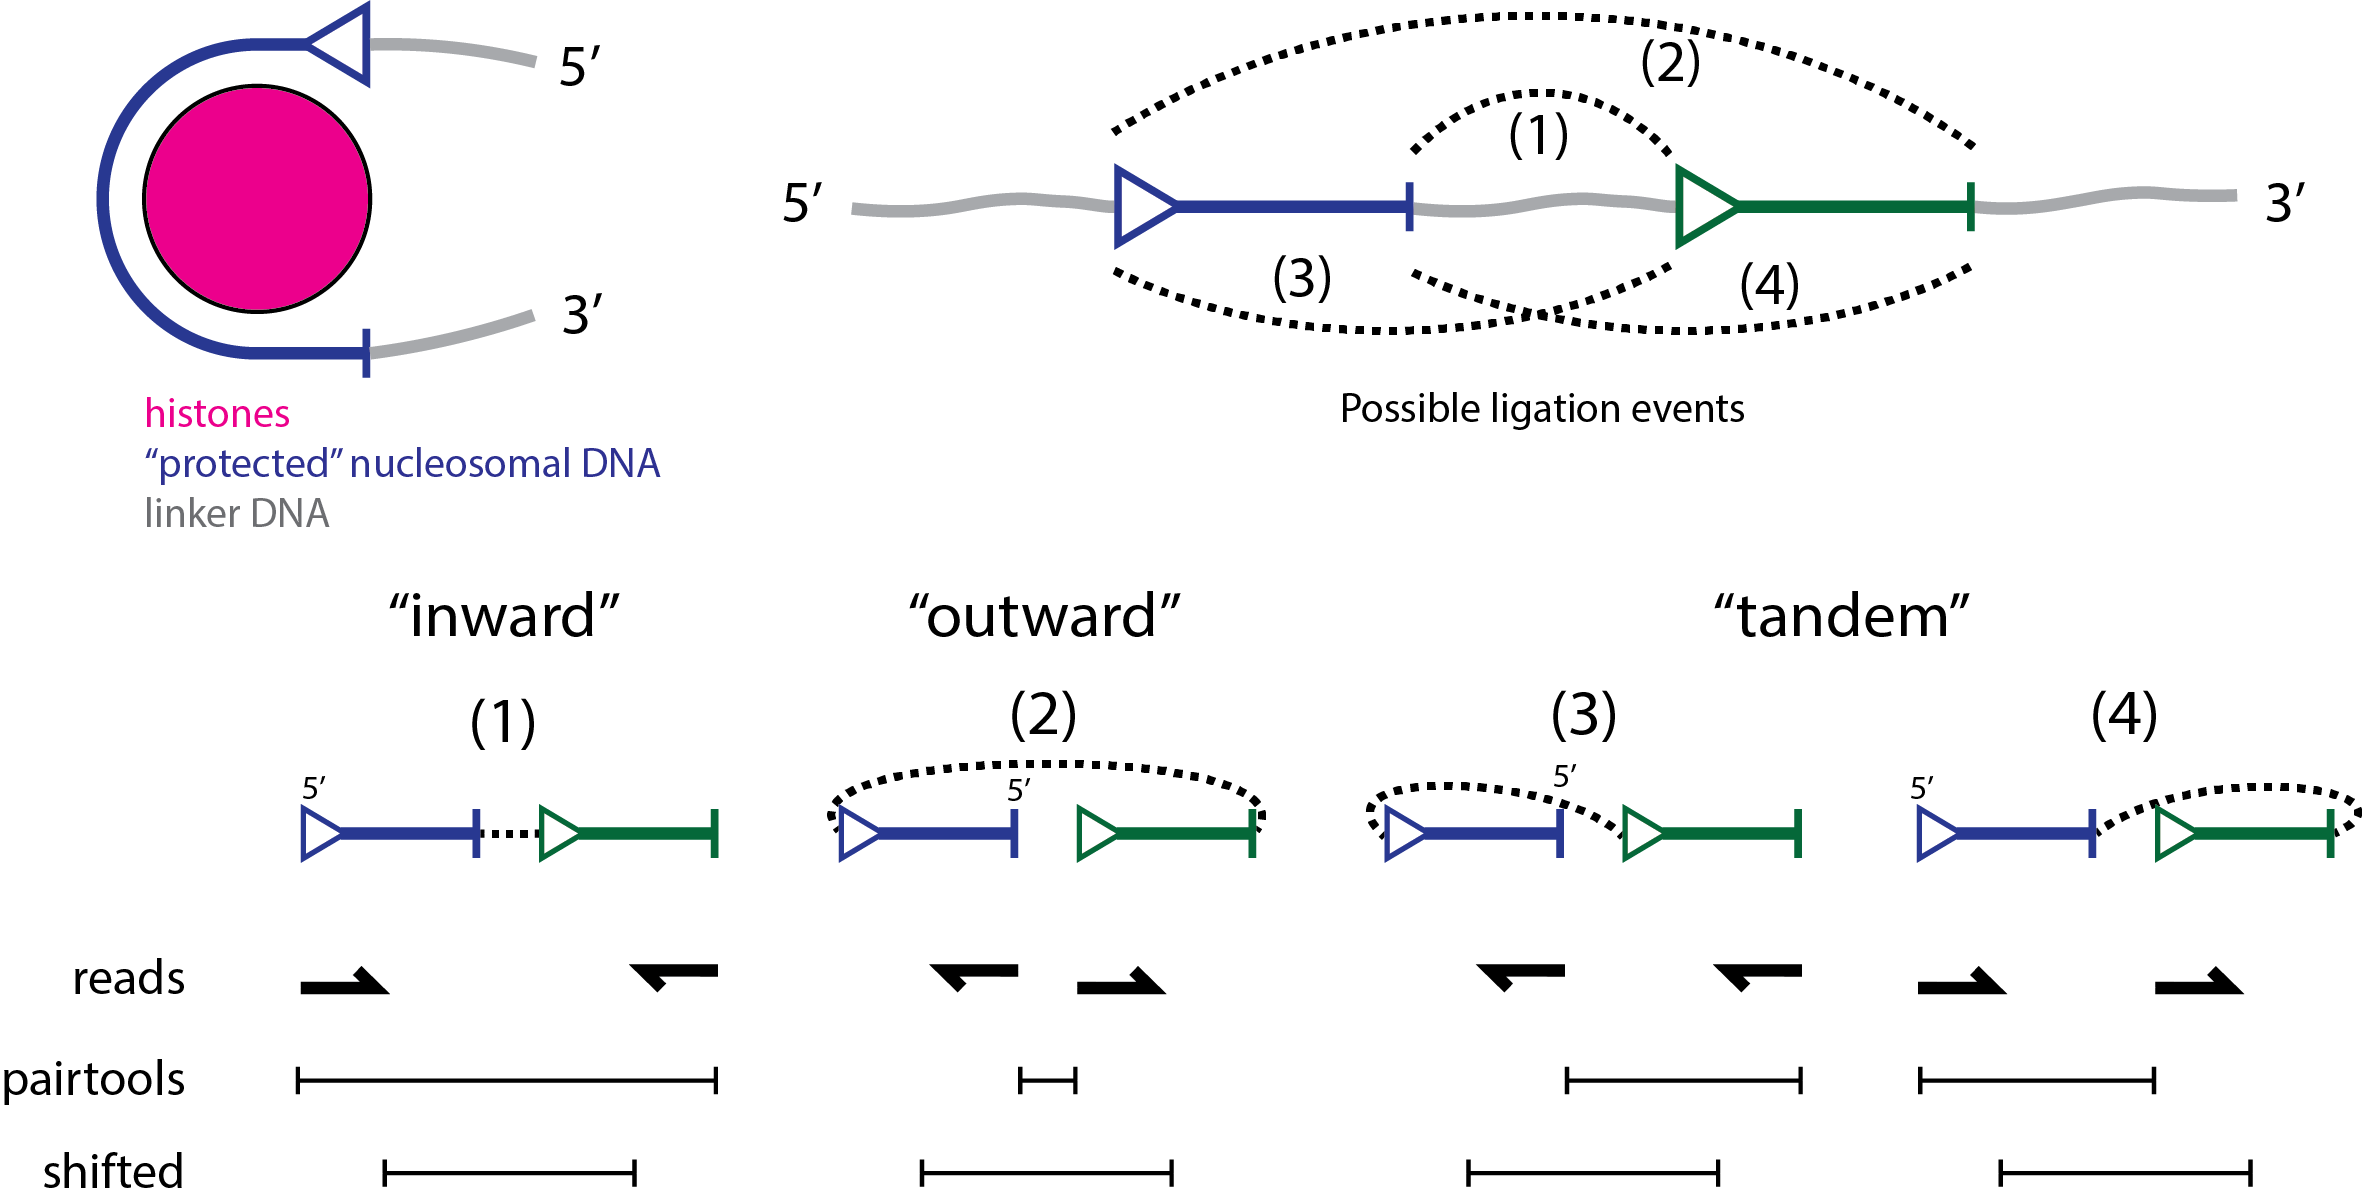 5′
3′
histones
“protected” nucleosomal DNA
linker DNA
(2)
(1)
5′
3′
(3)
(4)
Possible ligation events
“inward”
“outward”
“tandem”
(1)
(2)
(3)
(4)
5′
5′
5′
5′
reads
pairtools
shifted